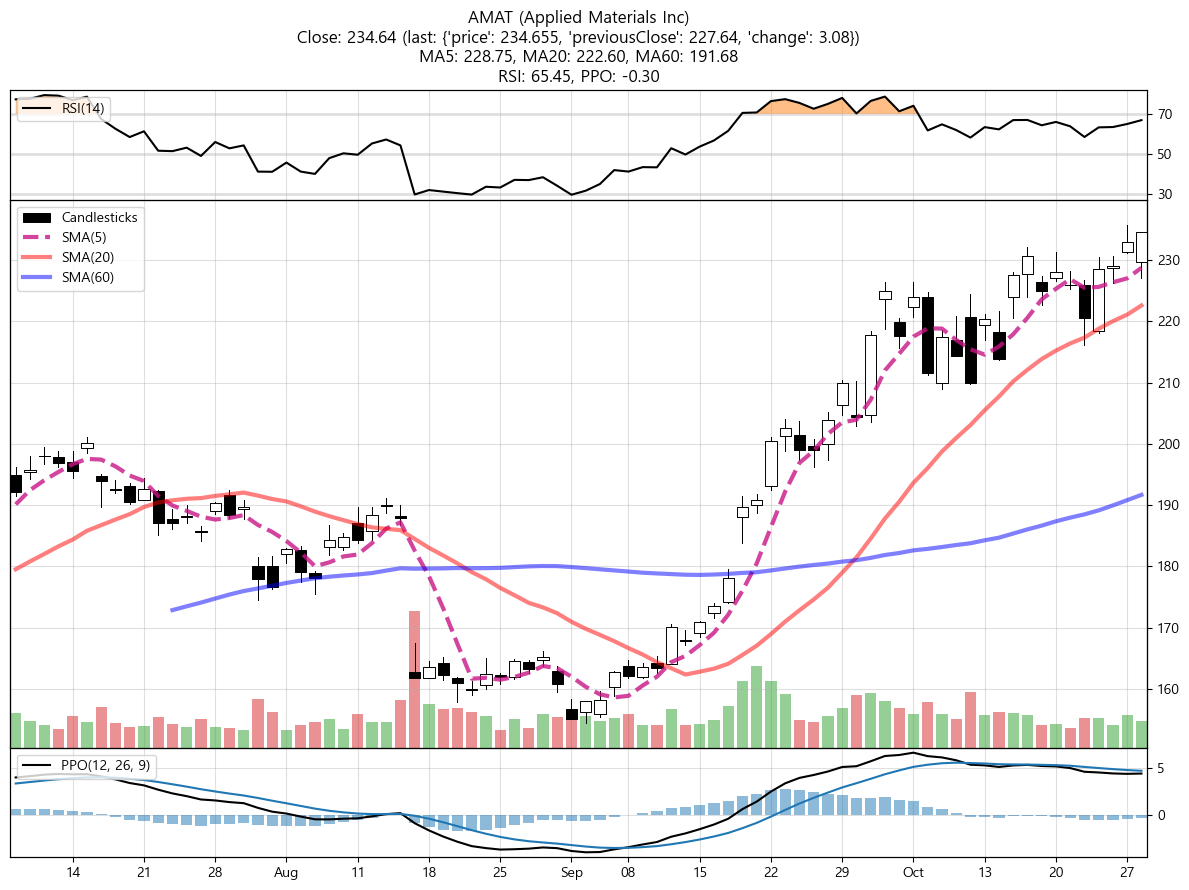 AMAT (Applied Materials Inc)
Close: 234.64 (last: {'price': 234.655, 'previousClose': 227.64, 'change': 3.08})
MA5: 228.75, MA20: 222.60, MA60: 191.68
RSI: 65.45, PPO: -0.30
RSI(14)
70
50
30
Candlesticks
SMA(5)
SMA(20)
SMA(60)
230
220
210
200
190
180
170
160
PPO(12, 26, 9)
5
0
14 21 28 Aug 11 18 25 Sep 08 15 22 29 Oct 13 20 27